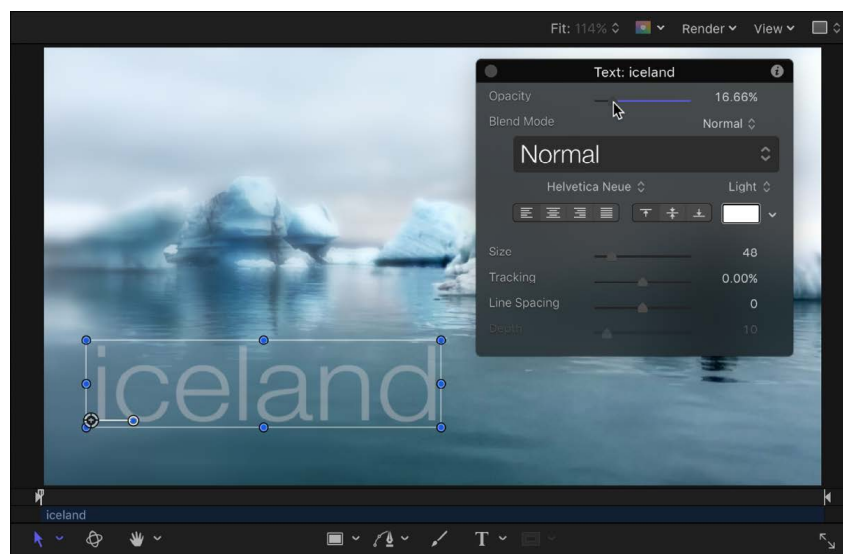 Fit: 114% Render View
Text: iceland
Opacity 16.66%
Blend Mode Normal
Normal
Helvetica Neue Light
Size 48
Tracking 0.00%
Line Spacing 0
Depth 10
iceland
iceland
T